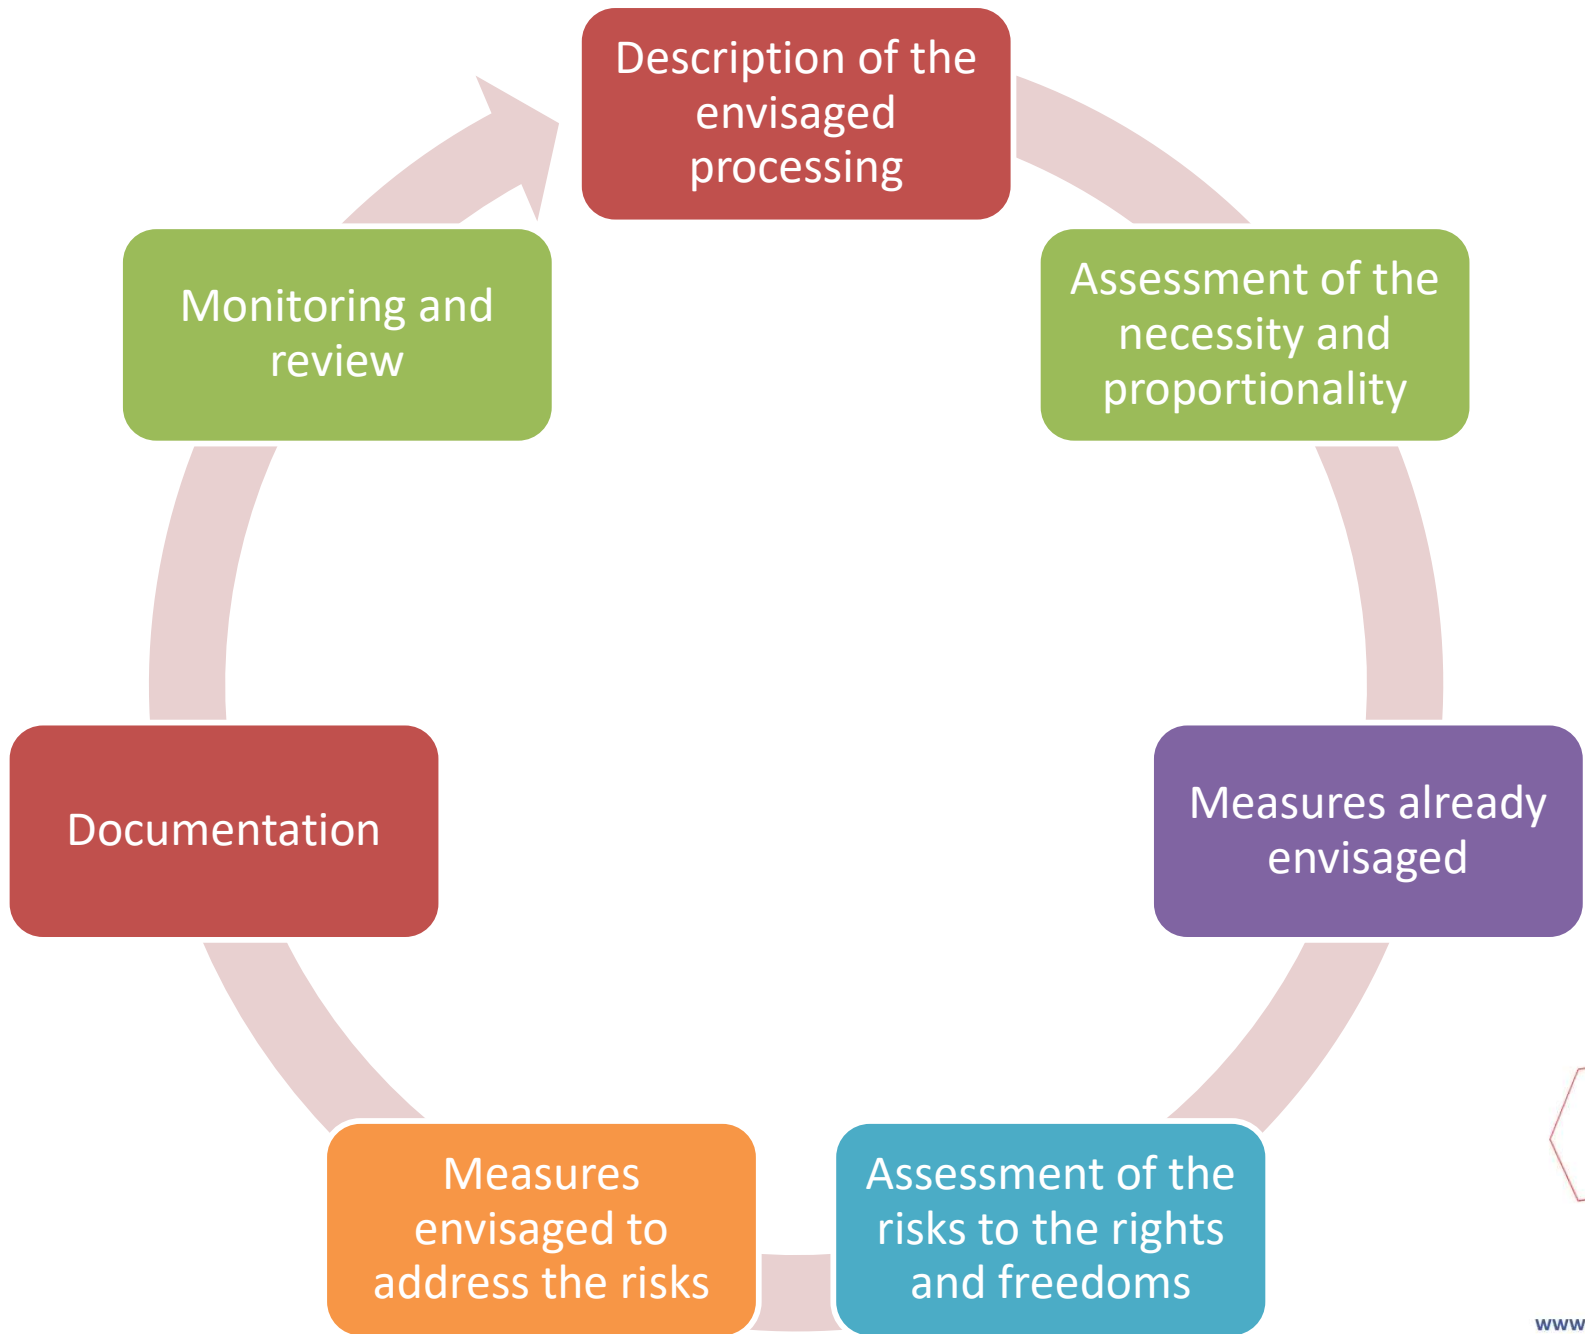 Description of the
envisaged
processing
Assessment of the
necessity and
proportionality
Measures already
envisaged
Assessment of the
risks to the rights
and freedoms
Measures
envisaged to
address the risks
Documentation
Monitoring and
review
www